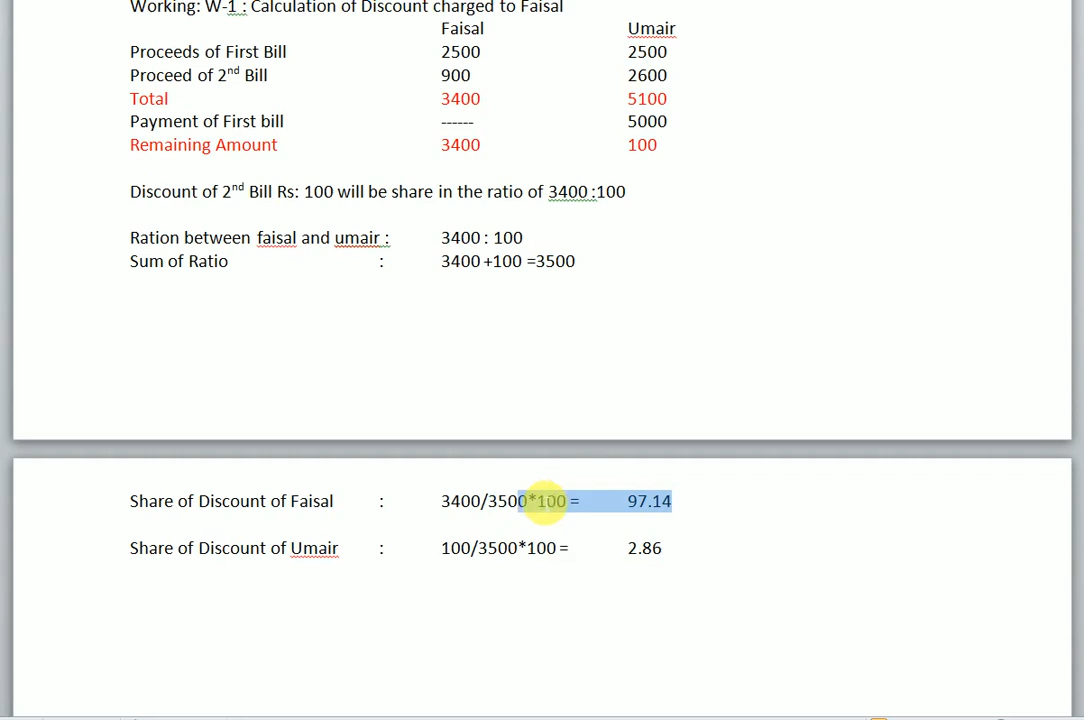 Working: W-1 : Calculation of Discount charged to Faisal
Faisal Umair
Proceeds of First Bill 2500 2500
Proceed of 2nd Bill 900 2600
Total 3400 5100
Payment of First bill ------ 5000
Remaining Amount 3400 100
Discount of 2nd Bill Rs: 100 will be share in the ratio of 3400 :100
Ration between faisal and umair : 3400 : 100
Sum of Ratio : 3400 +100 =3500
Share of Discount of Faisal : 3400/3500*100 = 97.14
Share of Discount of Umair : 100/3500*100 = 2.86